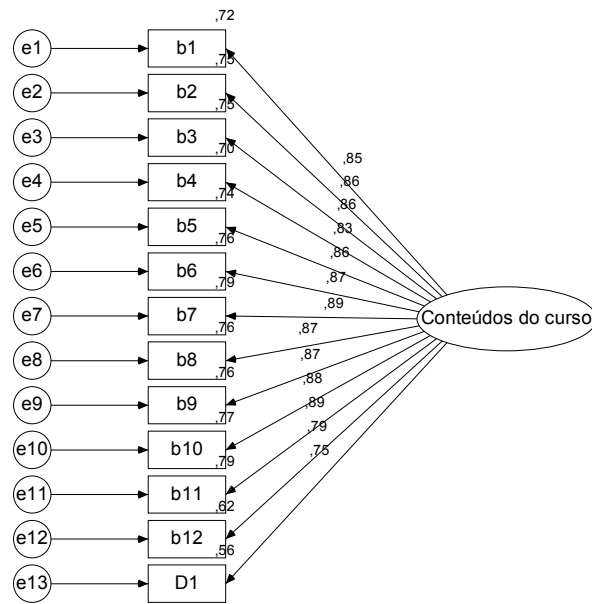 ,72
e1 b1
,75
e2 b2
,75
e3 b3
,70
e4 b4
,74
e5 b5
,76
e6 b6
,79
e7 b7
,76
e8 b8
,76
e9 b9
,77
e10 b10
,79
e11 b11
,62
e12 b12
,56
e13 D1
,85
,86
,86
,83
,86
,87
,89
,87
,87
,88
,89
,79
,75
Conteúdos do curso